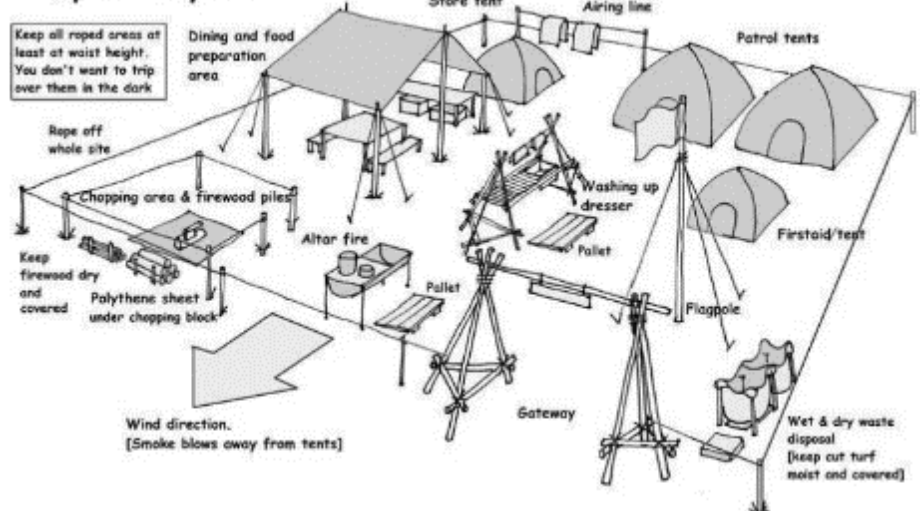 Store tent
Airing line
Keep all roped areas at
least at waist height.
You don't want to trip
over them in the dark
Dining and food
preparation
area
Patrol tents
Rope off
whole site
Chopping area & firewood piles
Washing up
dresser
Altar fire
Pallet
Firstaid/tent
Keep
firewood dry
and
covered
Polythene sheet
under chopping block
Pallet
Flagpole
Wind direction.
[Smoke blows away from tents]
Gateway
Wet & dry waste
disposal
[keep cut turf
moist and covered]